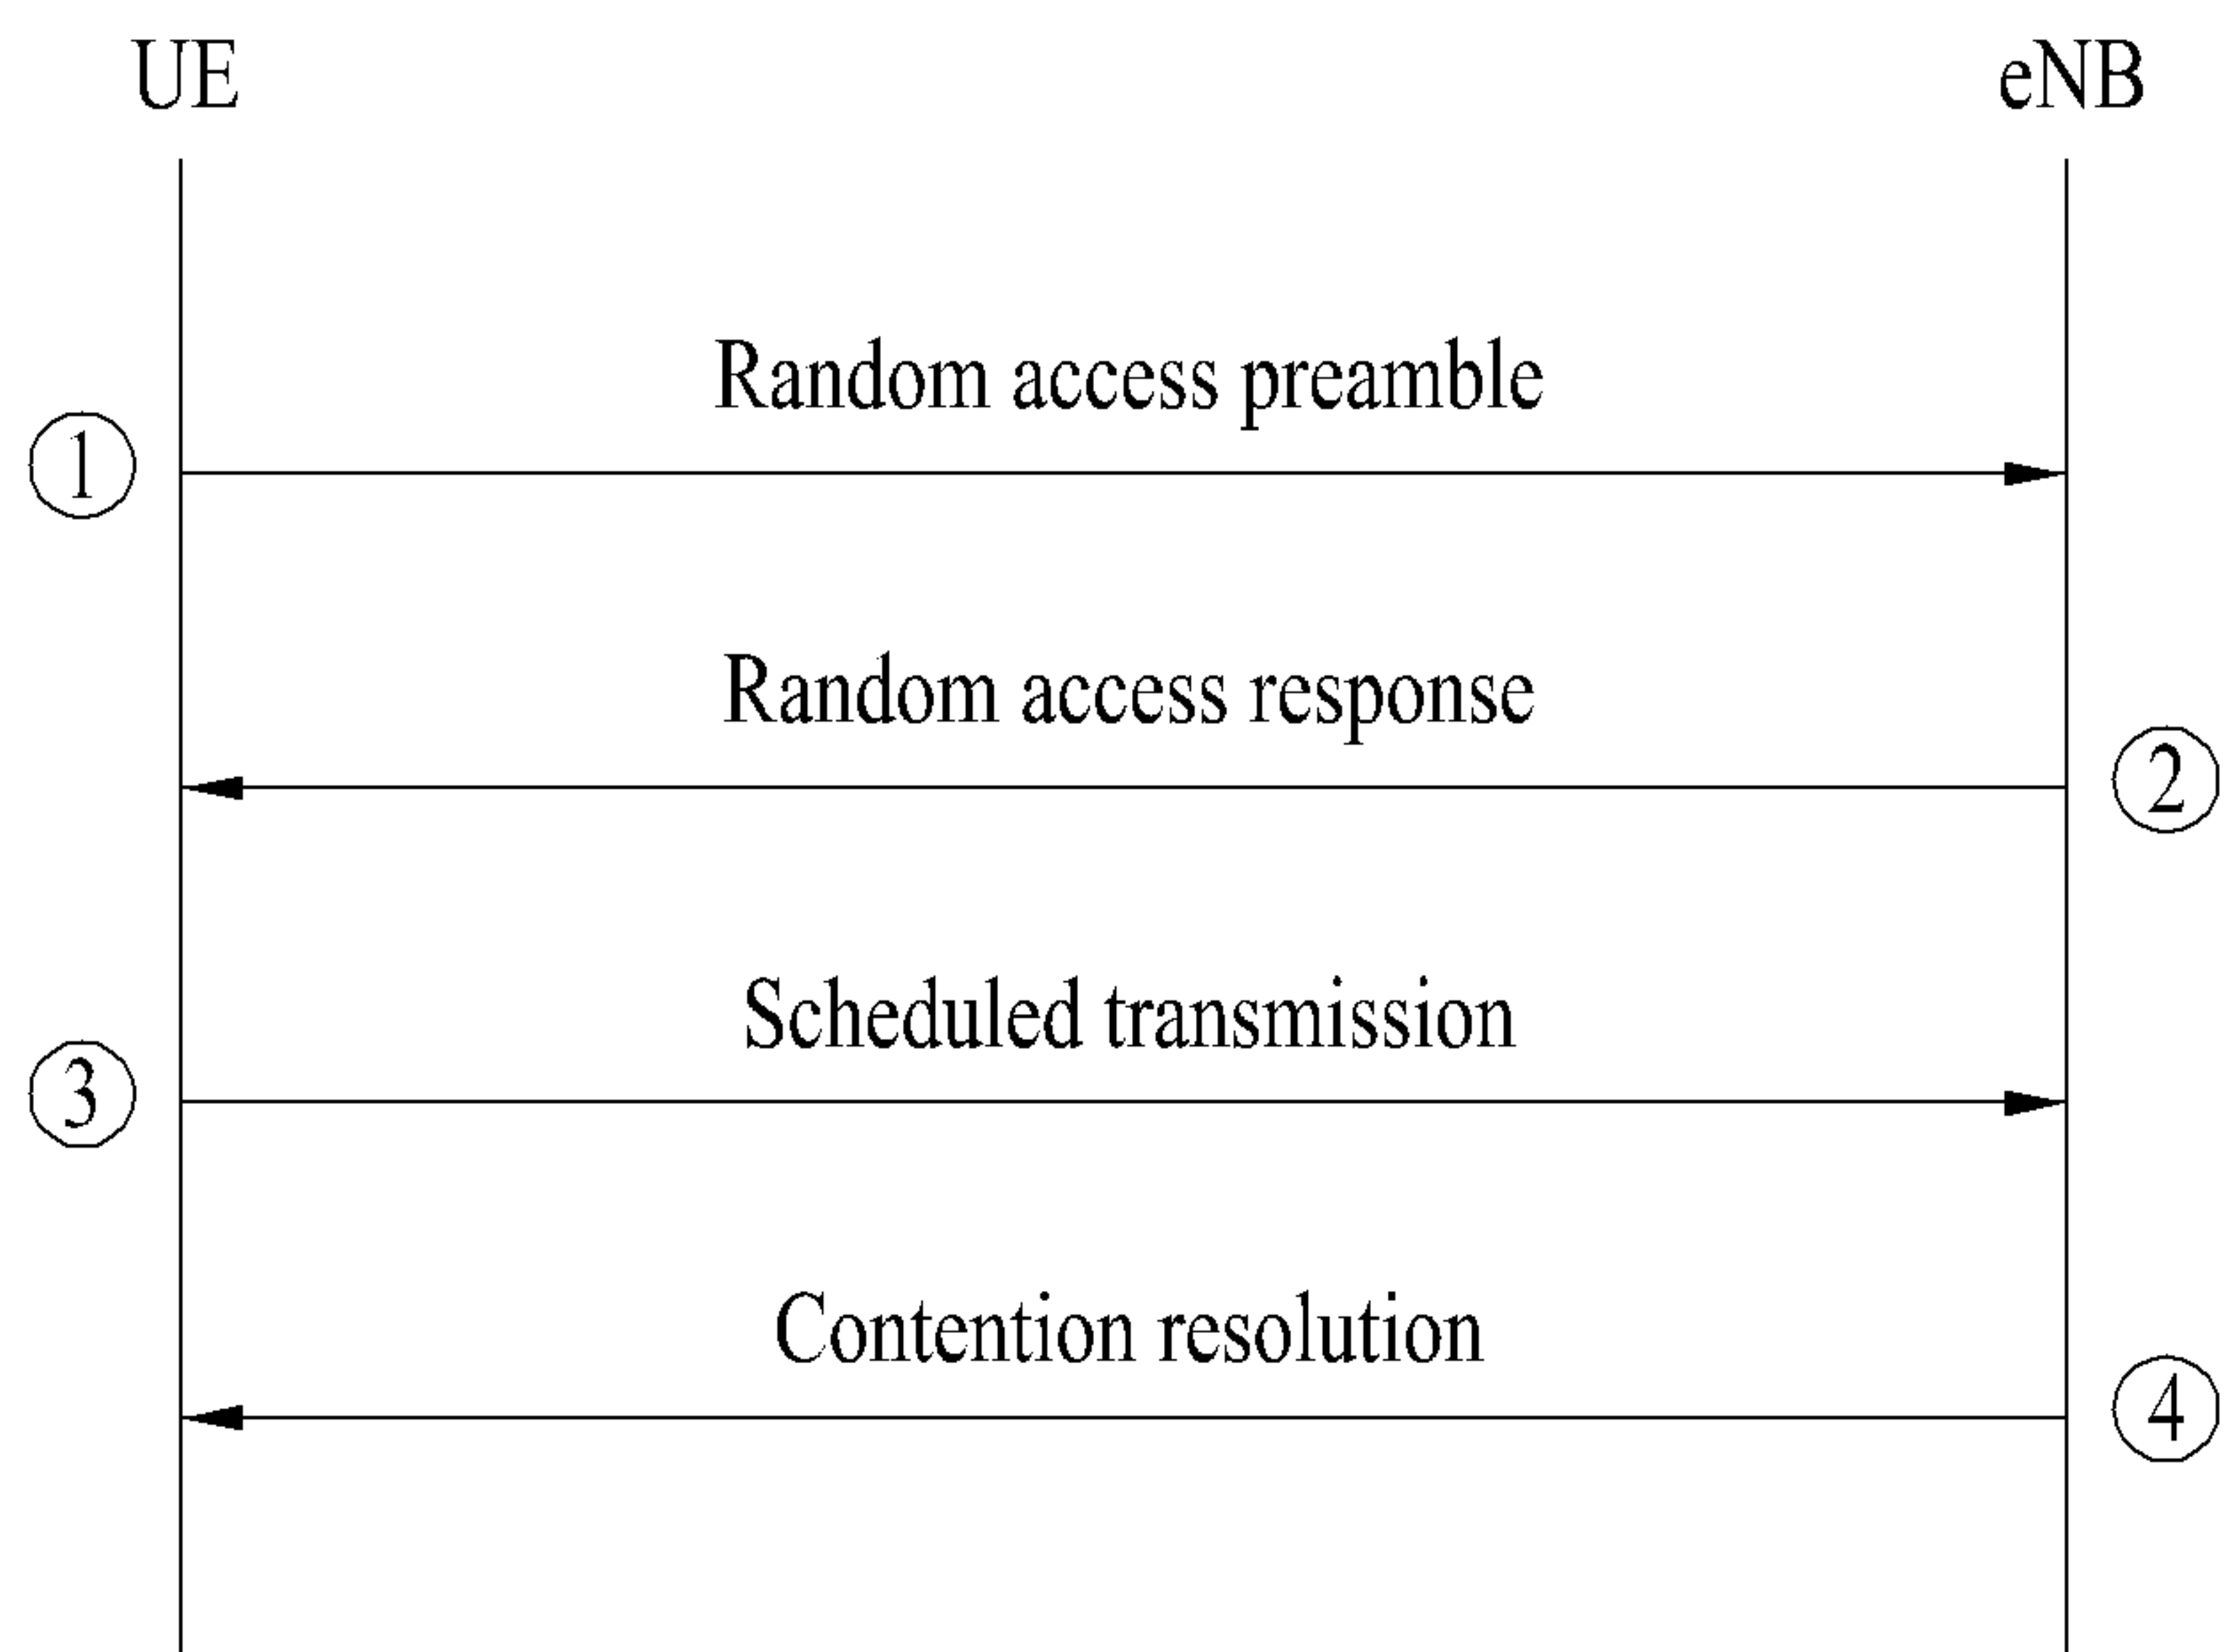 UE
eNB
Random access preamble
1
Random access response
2
Scheduled transmission
3
Contention resolution
4